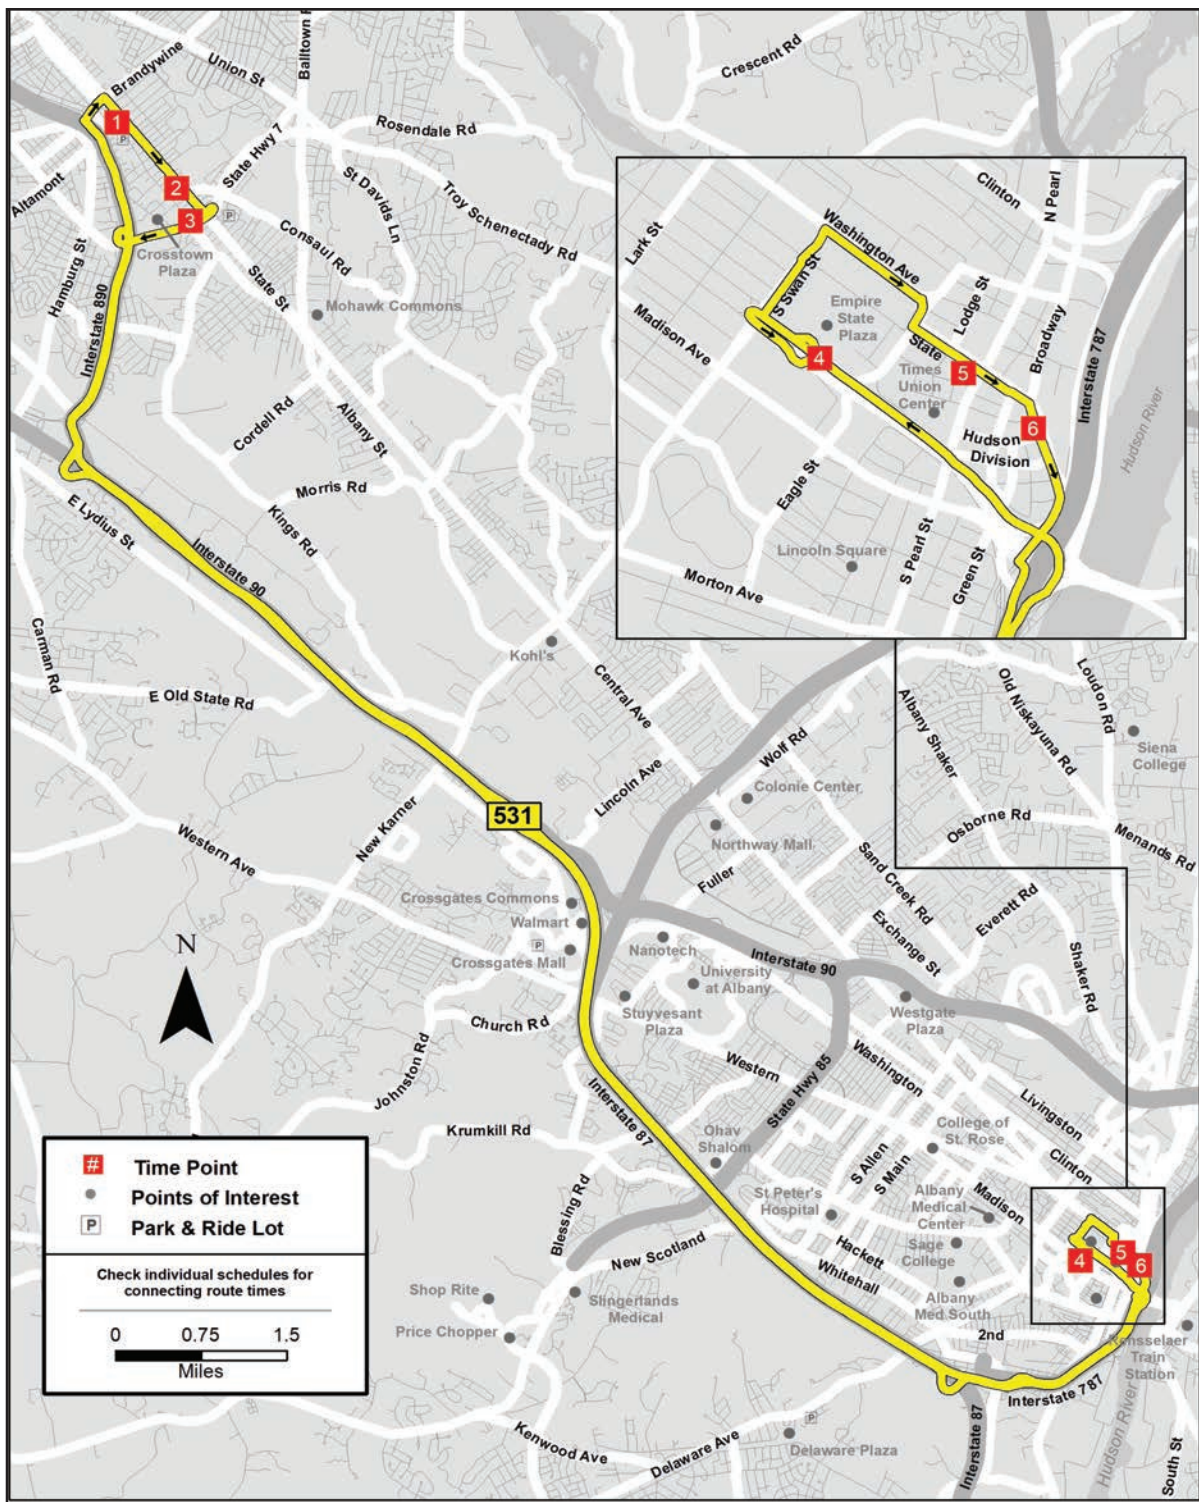 Brandywine
Union St
Balltown
Crescent Rd
1
P
State Hwy 7
Rosendale Rd
Altamont
2
3
P
St Davids Ln
Troy Schenectady Rd
Consaul Rd
Crosstown
Plaza
Hamburg St
State St
Mohawk Commons
Interstate 890
Cordell Rd
Albany St
Morris Rd
Kings Rd
E Lydius St
Interstate 90
Clinton
N Pearl
Lark St
Washington Ave
S Swan St
Empire
State
Plaza
Lodge St
Madison Ave
4
State
Broadway
Interstate 787
Times
Union
Center
5
6
Hudson
Division
Hudson River
Eagle St
Lincoln Square
S Pearl St
Green St
Morton Ave
Carman Rd
Kohl's
E Old State Rd
Central Ave
Albany Shaker
Old Niskayuna Rd
Loudon Rd
Siena
College
Wolf Rd
Lincoln Ave
Colonie Center
531
Northway Mall
Osborne Rd
Menands Rd
New Karner
Western Ave
Fuller
Sand Creek Rd
Everett Rd
Crossgates Commons
Walmart
P
Crossgates Mall
Exchange St
Nanotech
Interstate 90
University
at Albany
Shaker Rd
N
Stuyvesant
Plaza
Westgate
Plaza
Church Rd
Johnston Rd
Western
Washington
State Hwy 85
Interstate 87
Livingston
Krumkill Rd
Ohav
Shalom
College of
St. Rose
Clinton
S Allen
S Main
Madison
St Peter's
Hospital
Albany
Medical
Center
Blessing Rd
New Scotland
Hackett
Whitehall
Sage
College
4
5
6
Shop Rite
Slingerlands
Medical
Albany
Med South
Price Chopper
2nd
Rensselaer
Train
Station
Interstate 787
Hudson River
Interstate 87
Kenwood Ave
Delaware Ave
P
Delaware Plaza
South St
# Time Point
Points of Interest
P Park & Ride Lot
Check individual schedules for
connecting route times
0 0.75 1.5
Miles